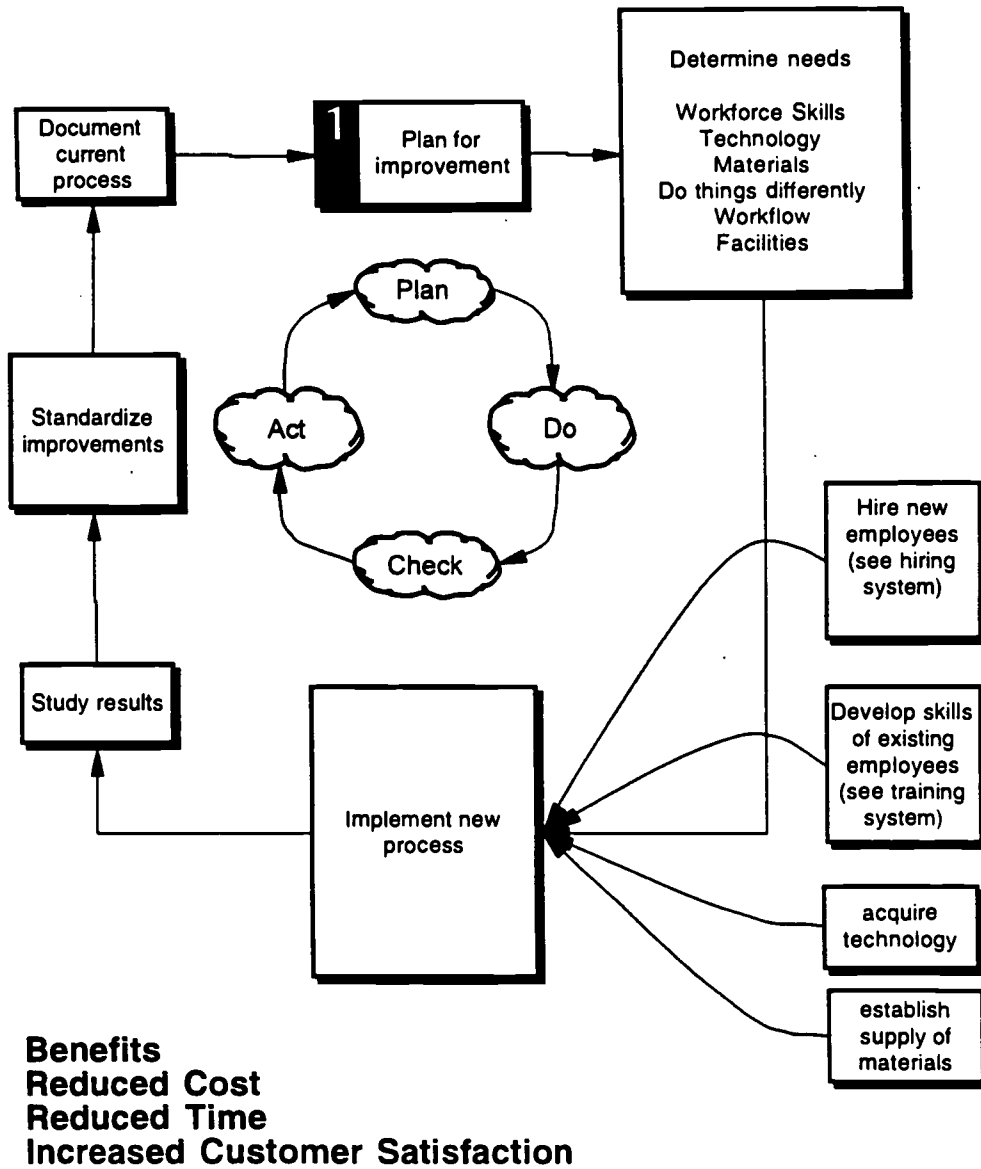 Document
current
process
1
Plan for
improvement
Determine needs
Workforce Skills
Technology
Materials
Do things differently
Workflow
Facilities
Plan
Act
Do
Check
Standardize
improvements
Hire new
employees
(see hiring
system)
Study results
Implement new
process
Develop skills
of existing
employees
(see training
system)
acquire
technology
establish
supply of
materials
Benefits
Reduced Cost
Reduced Time
Increased Customer Satisfaction